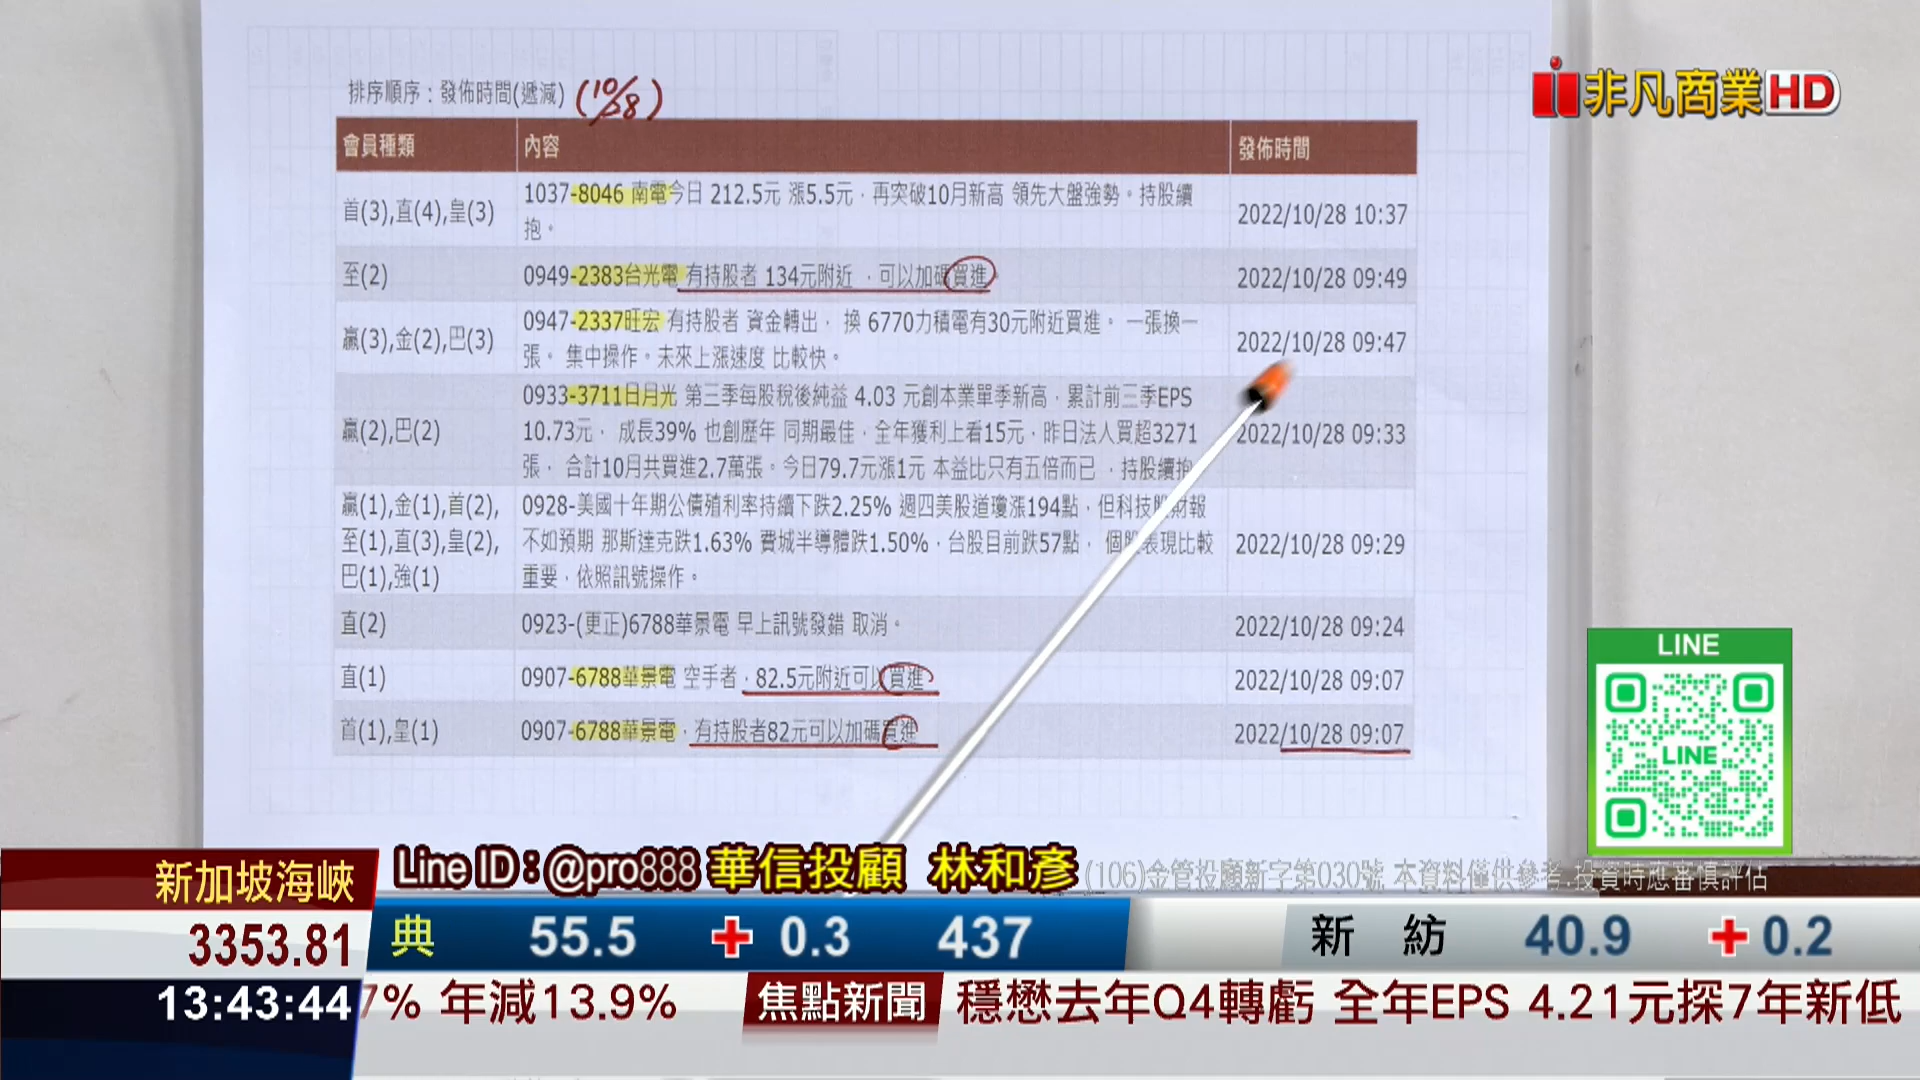 排序順序：發佈時間(遞減) (10/28)
非凡商業HD
會員種類 內容 發佈時間
首(3),直(4),皇(3)
1037-8046 南電今日 212.5元 漲5.5元，再突破10月新高 領先大盤強勢。持股續
抱。
2022/10/28 10:37
至(2)
0949-2383台光電 有持股者 134元附近 ，可以加碼買進。
2022/10/28 09:49
贏(3),金(2),巴(3)
0947-2337旺宏 有持股者 資金轉出， 換 6770力積電有30元附近買進。 一張換一
張。 集中操作。未來上漲速度 比較快。
2022/10/28 09:47
贏(2),巴(2)
0933-3711日月光 第三季每股稅後純益 4.03 元創本業單季新高，累計前三季EPS
10.73元， 成長39% 也創歷年 同期最佳，全年獲利上看15元，昨日法人買超3271
張， 合計10月共買進2.7萬張。今日79.7元漲1元 本益比只有五倍而已 ，持股續抱
2022/10/28 09:33
贏(1),金(1),首(2),
至(1),直(3),皇(2),
巴(1),強(1)
0928-美國十年期公債殖利率持續下跌2.25% 週四美股道瓊漲194點，但科技股財報
不如預期 那斯達克跌1.63% 費城半導體跌1.50%，台股目前跌57點， 個股表現比較
重要，依照訊號操作。
2022/10/28 09:29
直(2)
0923-(更正)6788華景電 早上訊號發錯 取消。
2022/10/28 09:24
直(1)
0907-6788華景電 空手者，82.5元附近可以買進
2022/10/28 09:07
首(1),皇(1)
0907-6788華景電，有持股者82元可以加碼買進
2022/10/28 09:07
LINE
LINE
Line ID：@pro888 華信投顧 林和彥 (106)金管投顧新字第030號 本資料僅供參考,投資時應審慎評估
新加坡海峽
3353.81
典 55.5 + 0.3 437 新 紡 40.9 + 0.2
13:43:44
7% 年減13.9% 焦點新聞 穩懋去年Q4轉虧 全年EPS 4.21元探7年新低